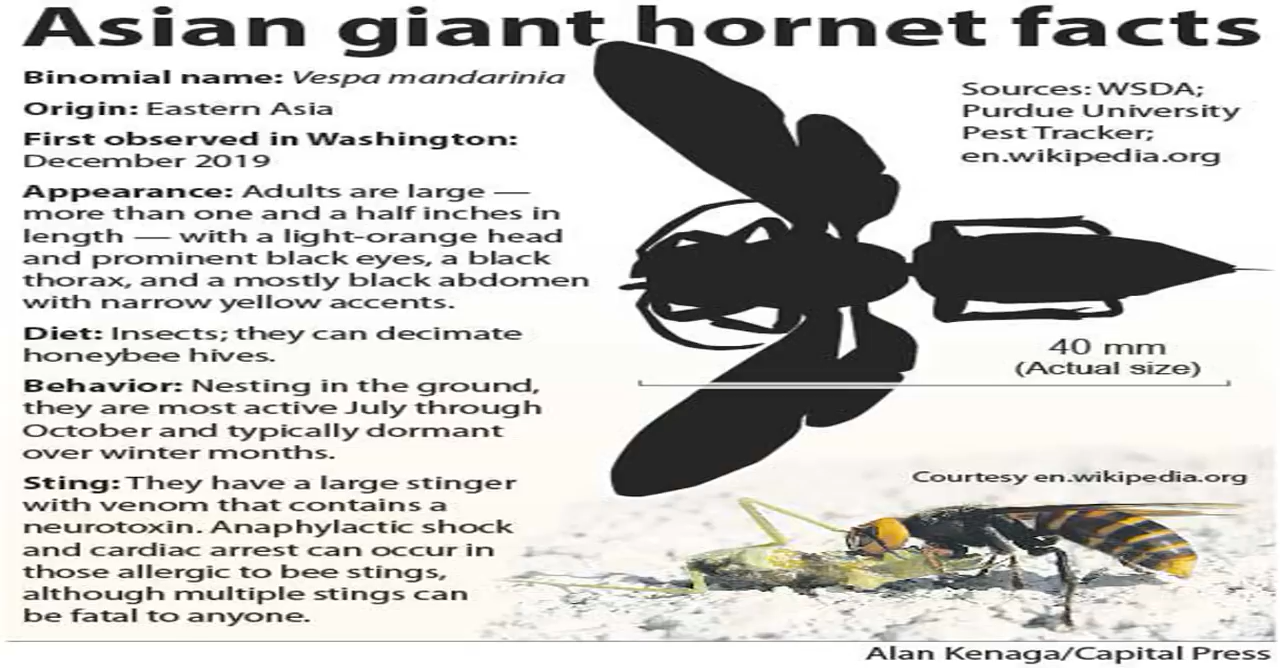 Asian giant hornet facts
Binomial name: Vespa mandarinia
Origin: Eastern Asia
First observed in Washington:
December 2019
Appearance: Adults are large —
more than one and a half inches in
length — with a light-orange head
and prominent black eyes, a black
thorax, and a mostly black abdomen
with narrow yellow accents.
Diet: Insects; they can decimate
honeybee hives.
Behavior: Nesting in the ground,
they are most active July through
October and typically dormant
over winter months.
Sting: They have a large stinger
with venom that contains a
neurotoxin. Anaphylactic shock
and cardiac arrest can occur in
those allergic to bee stings,
although multiple stings can
be fatal to anyone.
Sources: WSDA;
Purdue University
Pest Tracker;
en.wikipedia.org
40 mm
(Actual size)
Courtesy en.wikipedia.org
Alan Kenaga/Capital Press